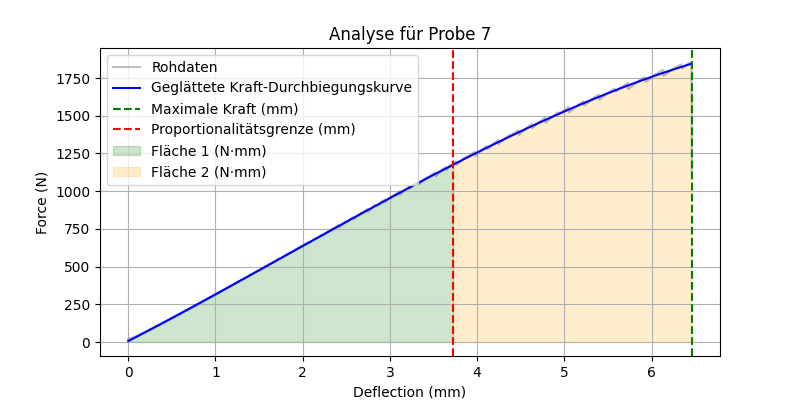 Analyse für Probe 7
Rohdaten
Geglättete Kraft-Durchbiegungskurve
Maximale Kraft (mm)
Proportionalitätsgrenze (mm)
Fläche 1 (N·mm)
Fläche 2 (N·mm)
Force (N)
1750
1500
1250
1000
750
500
250
0
0 1 2 3 4 5 6
Deflection (mm)